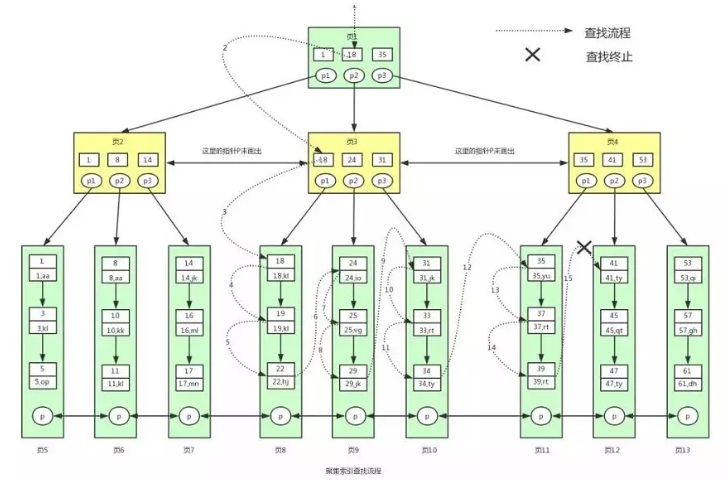 页1
1 18 35
p1 p2 p3
查找流程
查找终止
2
页2
1 8 14
p1 p2 p3
这里的指针P未画出
页3
18 24 31
p1 p2 p3
这里的指针P未画出
页4
35 41 53
p1 p2 p3
3
1
1,aa
3
3,kl
5
5,op
p
页5
8
8,aa
10
10,kk
11
11,kl
p
页6
14
14,jk
16
16,ml
17
17,mn
p
页7
18
18,kl
4
19
19,kl
5
22
22,hj
p
页8
6
24
24,io
7
25
25,vg
8
29
29,jk
p
页9
9
31
31,jk
10
33
33,rt
11
34
34,ty
p
页10
12
35
35,yu
13
37
37,rt
14
39
39,rt
p
页11
15
41
41,ty
45
45,qt
47
47,ty
p
页12
53
53,qi
57
57,gh
61
61,dh
p
页13
聚集索引查找流程